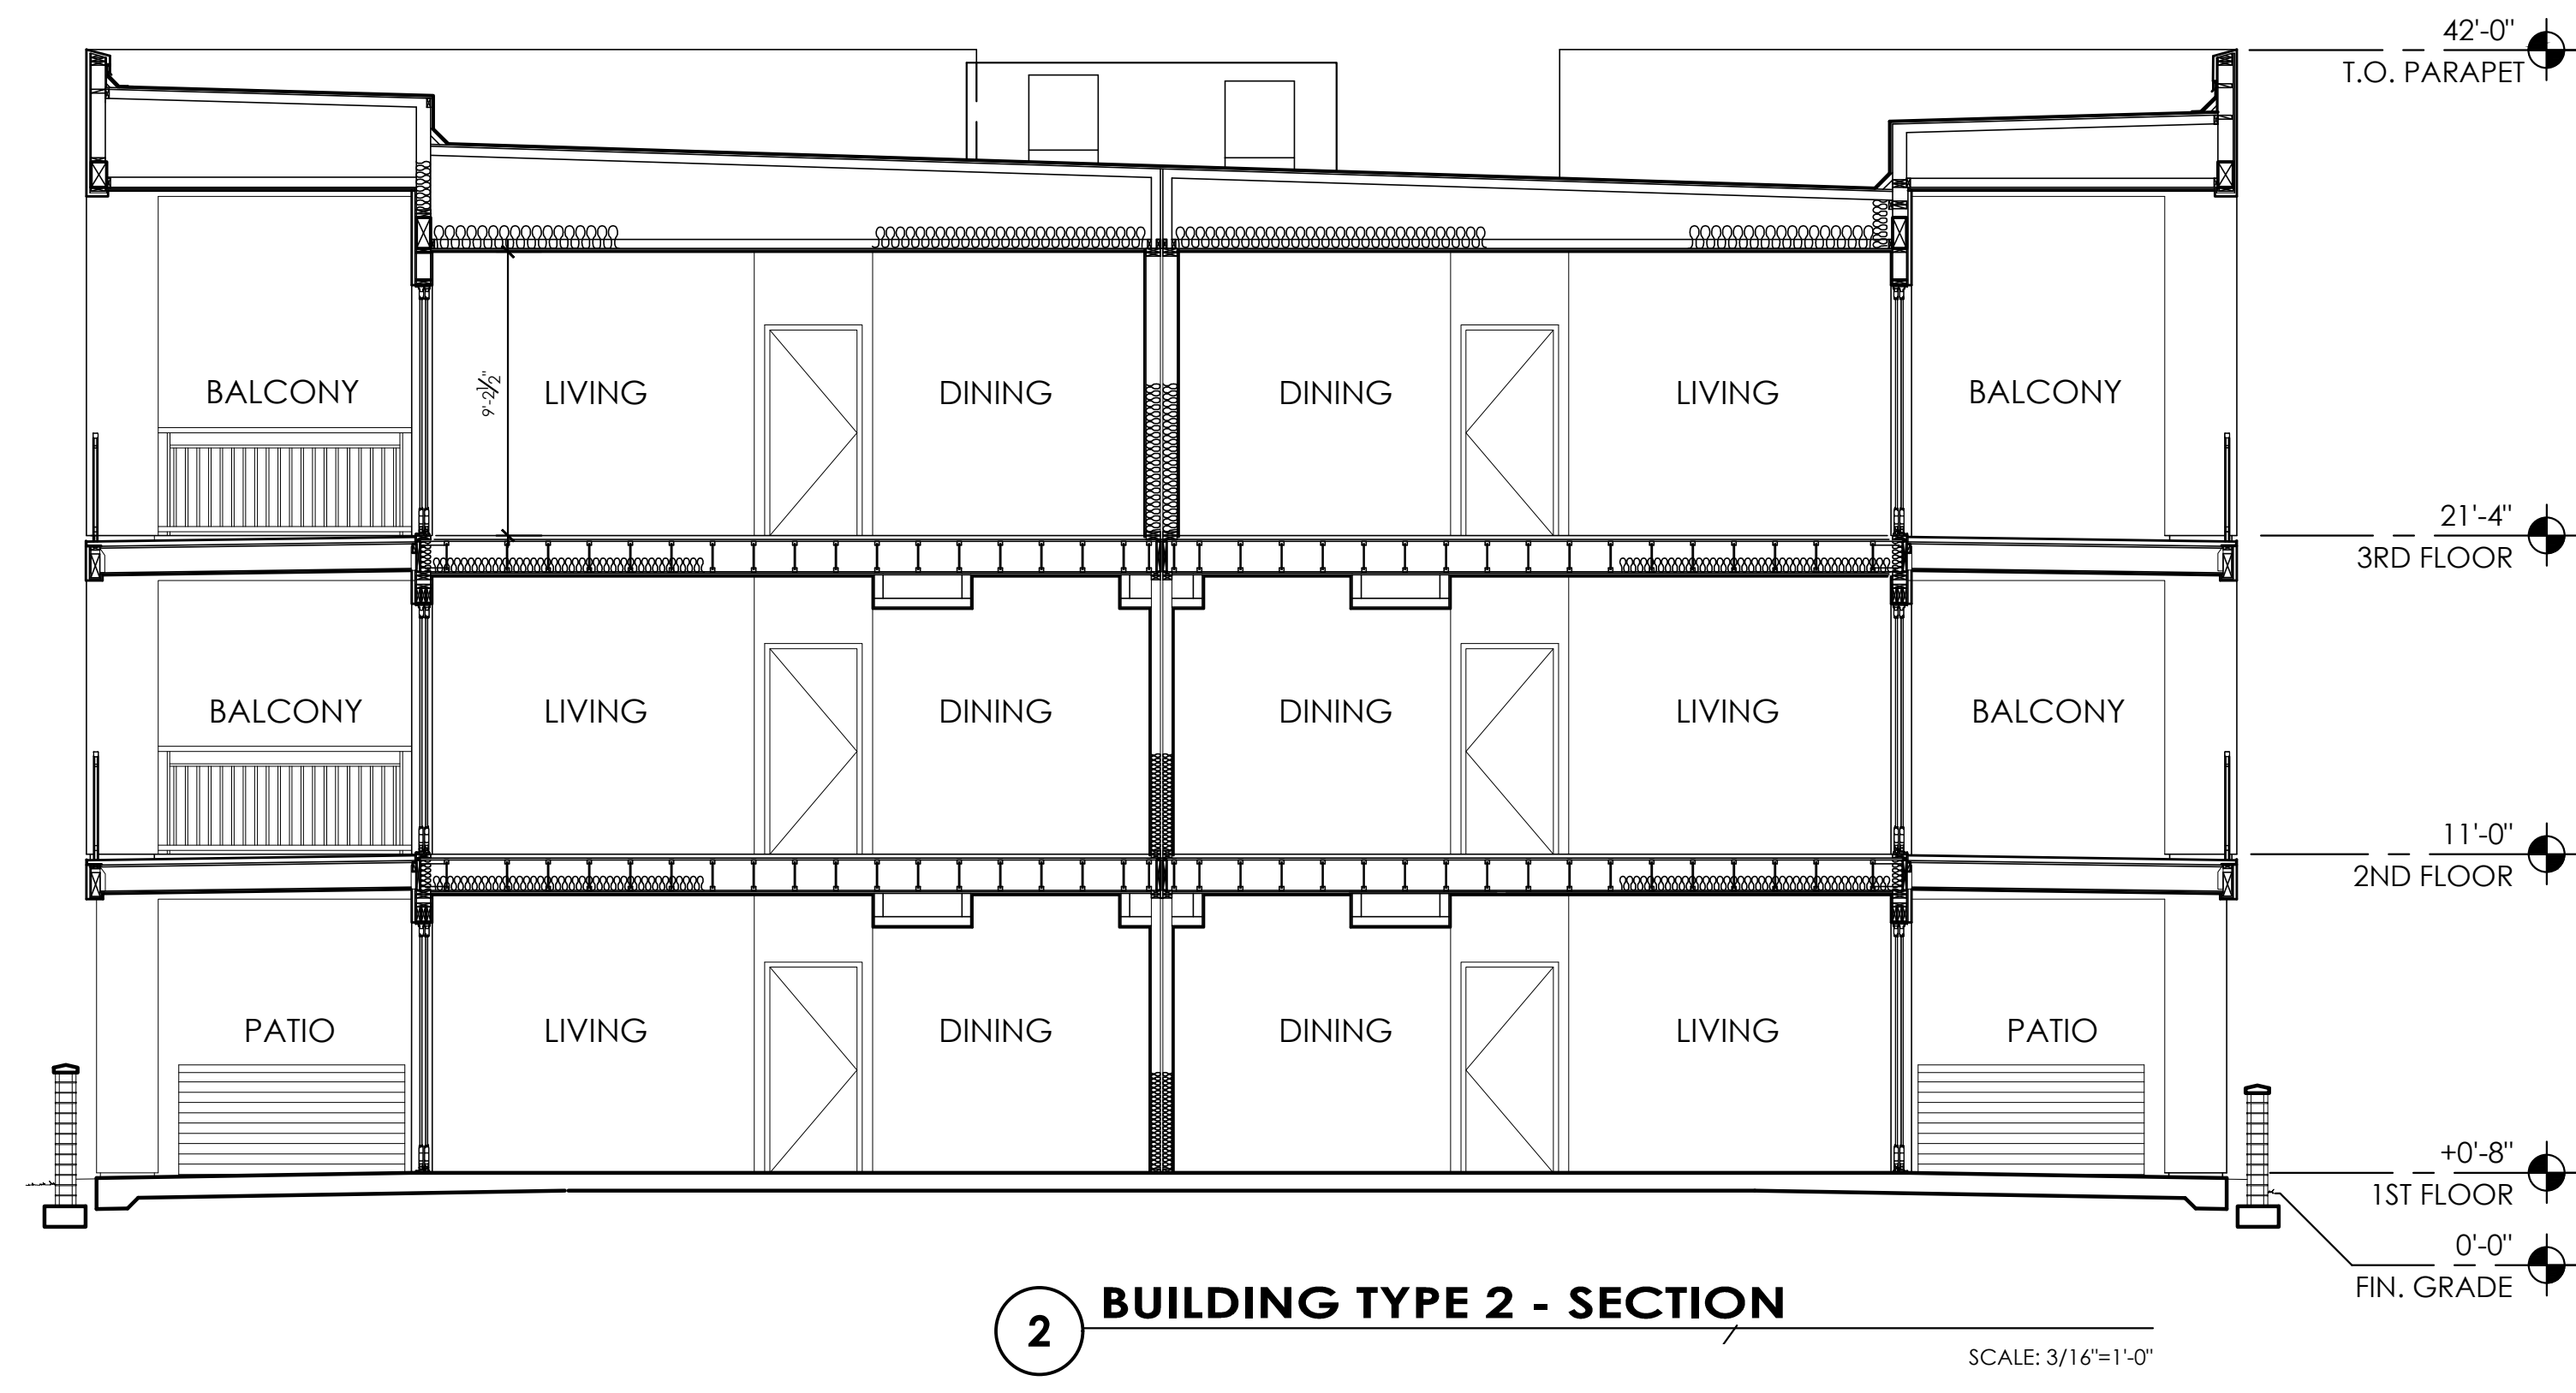 42'-0"
T.O. PARAPET
BALCONY
9'-2½"
LIVING
DINING
DINING
LIVING
BALCONY
21'-4"
3RD FLOOR
BALCONY
LIVING
DINING
DINING
LIVING
BALCONY
11'-0"
2ND FLOOR
PATIO
LIVING
DINING
DINING
LIVING
PATIO
+0'-8"
1ST FLOOR
0'-0"
FIN. GRADE
2
BUILDING TYPE 2 - SECTION
SCALE: 3/16"=1'-0"